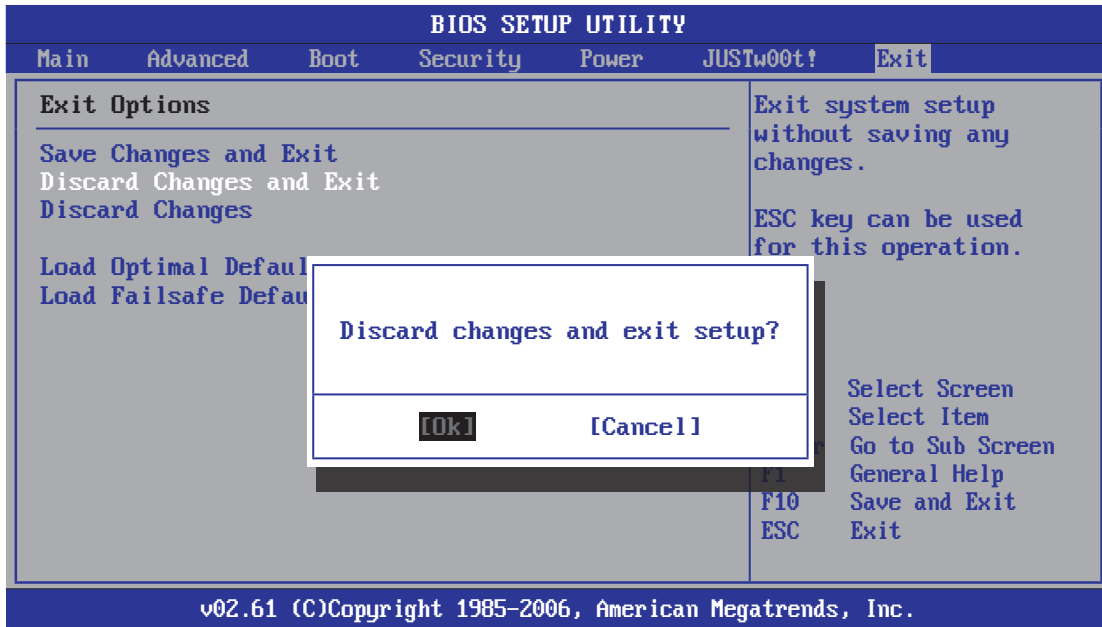 BIOS SETUP UTILITY
Main Advanced Boot Security Power JUSTw00t! Exit
Exit Options
Save Changes and Exit
Discard Changes and Exit
Discard Changes
Load Optimal Defaul
Load Failsafe Defau
Exit system setup
without saving any
changes.
ESC key can be used
for this operation.
Discard changes and exit setup?
[Ok] [Cancel]
Select Screen
Select Item
r Go to Sub Screen
F1 General Help
F10 Save and Exit
ESC Exit
v02.61 (C)Copyright 1985-2006, American Megatrends, Inc.